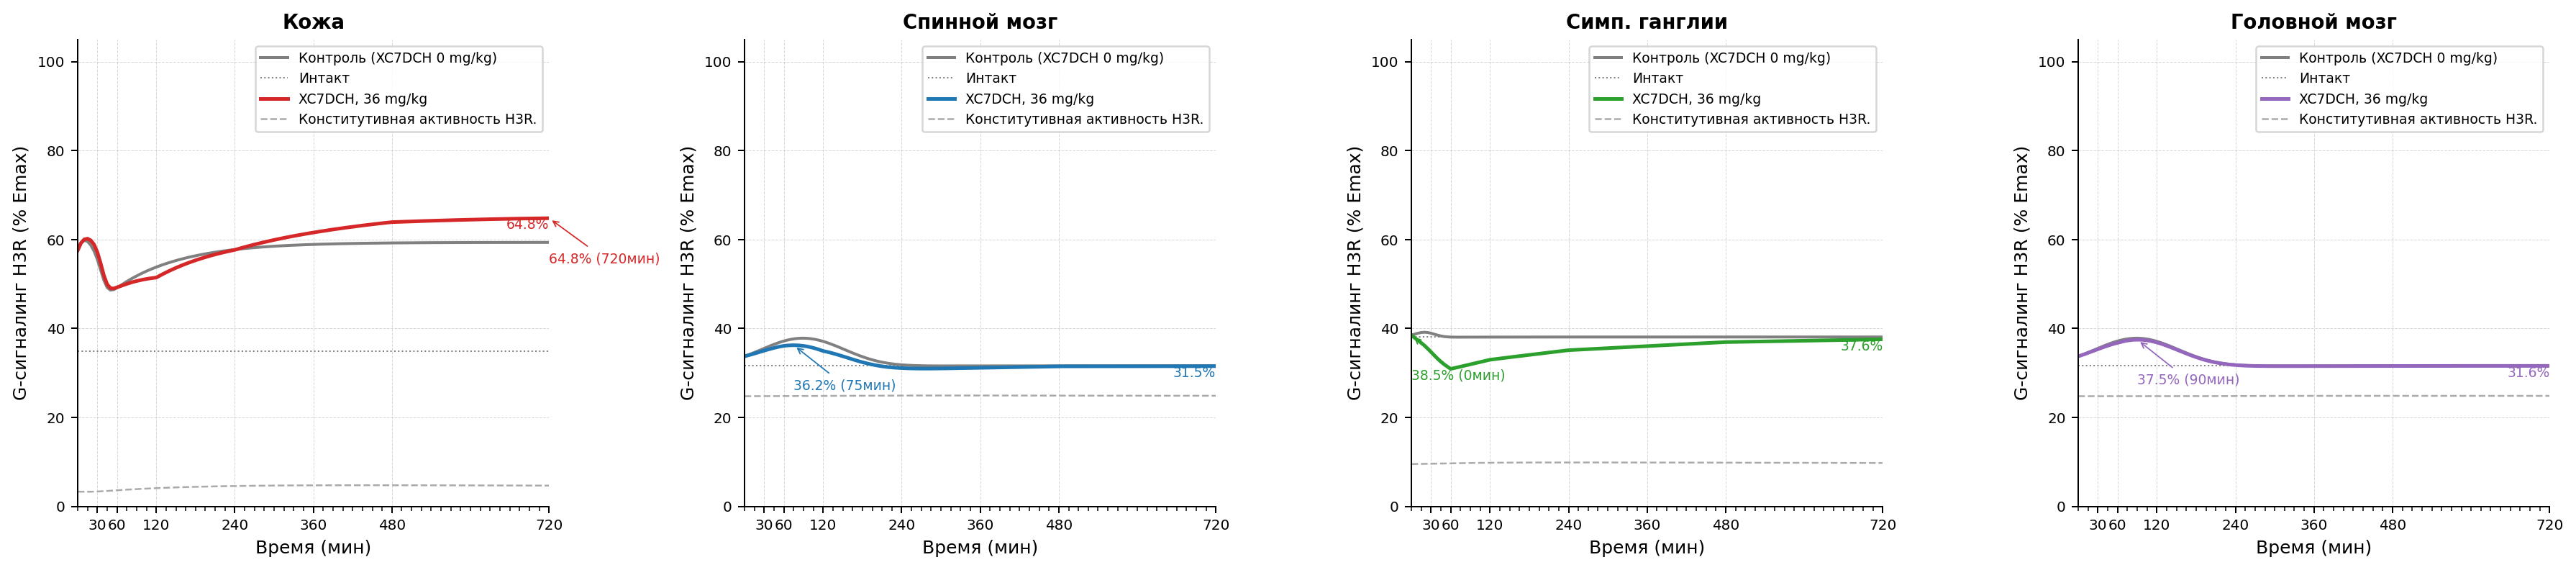 Кожа
Контроль (XC7DCH 0 mg/kg)
Интакт
XC7DCH, 36 mg/kg
Конститутивная активность H3R.
G-сигналинг H3R (% Emax)
100
80
60
40
20
0
64.8%
64.8% (720мин)
30 60 120 240 360 480 720
Время (мин)
Спинной мозг
Контроль (XC7DCH 0 mg/kg)
Интакт
XC7DCH, 36 mg/kg
Конститутивная активность H3R.
G-сигналинг H3R (% Emax)
100
80
60
40
20
0
31.5%
36.2% (75мин)
30 60 120 240 360 480 720
Время (мин)
Симп. ганглии
Контроль (XC7DCH 0 mg/kg)
Интакт
XC7DCH, 36 mg/kg
Конститутивная активность H3R.
G-сигналинг H3R (% Emax)
100
80
60
40
20
0
37.6%
38.5% (0мин)
30 60 120 240 360 480 720
Время (мин)
Головной мозг
Контроль (XC7DCH 0 mg/kg)
Интакт
XC7DCH, 36 mg/kg
Конститутивная активность H3R.
G-сигналинг H3R (% Emax)
100
80
60
40
20
0
31.6%
37.5% (90мин)
30 60 120 240 360 480 720
Время (мин)